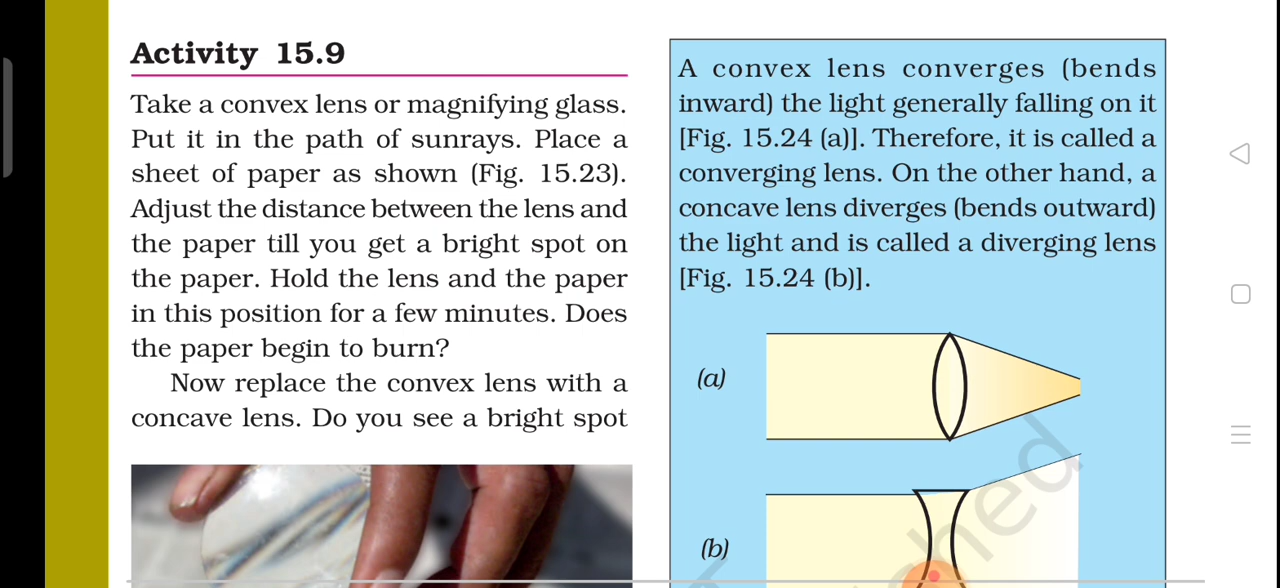 Activity 15.9
Take a convex lens or magnifying glass.
Put it in the path of sunrays. Place a
sheet of paper as shown (Fig. 15.23).
Adjust the distance between the lens and
the paper till you get a bright spot on
the paper. Hold the lens and the paper
in this position for a few minutes. Does
the paper begin to burn?
Now replace the convex lens with a
concave lens. Do you see a bright spot
A convex lens converges (bends
inward) the light generally falling on it
[Fig. 15.24 (a)]. Therefore, it is called a
converging lens. On the other hand, a
concave lens diverges (bends outward)
the light and is called a diverging lens
[Fig. 15.24 (b)].
(a)
(b)
hed